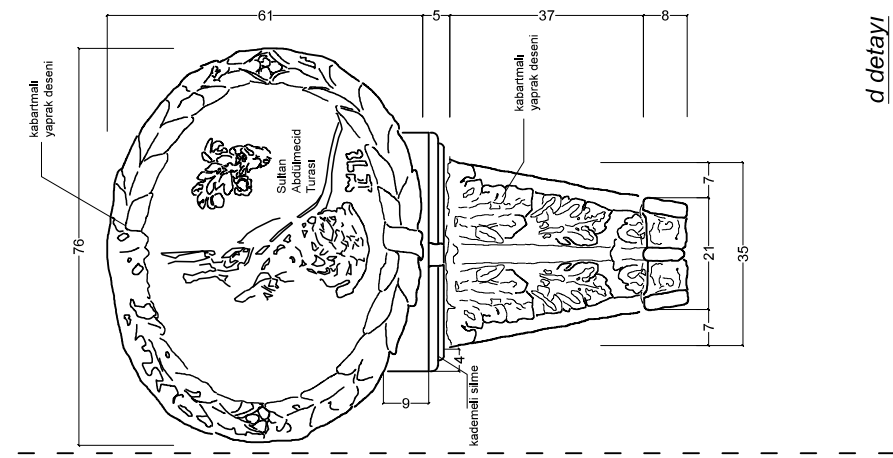 d detayı
61
5
37
8
kabartmalı
yaprak deseni
kabartmalı
yaprak deseni
76
Sultan
Abdülmecid
Turası
7
21
35
7
9
4
kademeli silme